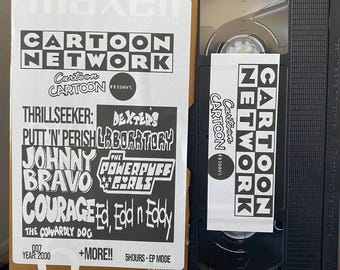 maxell
CARTOON
NETWORK
Cartoon
CARTOON
FRIDAYS
THRILLSEEKER:
PUTT 'N' PERISH
DEXTER'S
LABORATORY
JOHNNY
BRAVO
THE
POWERPUFF
GIRLS
COURAGE
THE COWARDLY DOG
Ed, Edd n Eddy
007
YEAR: 2000
+MORE!!
5HOURS - EP MODE
CARTOON
NETWORK
Cartoon
CARTOON
FRIDAYS